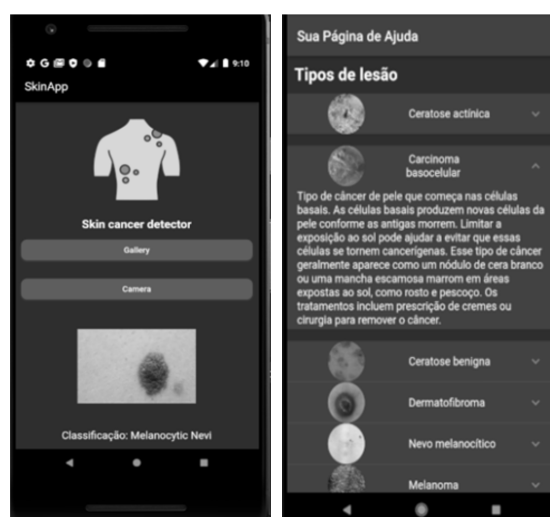 9:10
SkinApp
Skin cancer detector
Gallery
Camera
Classificação: Melanocytic Nevi
Sua Página de Ajuda
Tipos de lesão
Ceratose actínica
Carcinoma
basocelular
Tipo de câncer de pele que começa nas células
basais. As células basais produzem novas células da
pele conforme as antigas morrem. Limitar a
exposição ao sol pode ajudar a evitar que essas
células se tornem cancerígenas. Esse tipo de câncer
geralmente aparece como um nódulo de cera branco
ou uma mancha escamosa marrom em áreas
expostas ao sol, como rosto e pescoço. Os
tratamentos incluem prescrição de cremes ou
cirurgia para remover o câncer.
Ceratose benigna
Dermatofibroma
Nevo melanocítico
Melanoma